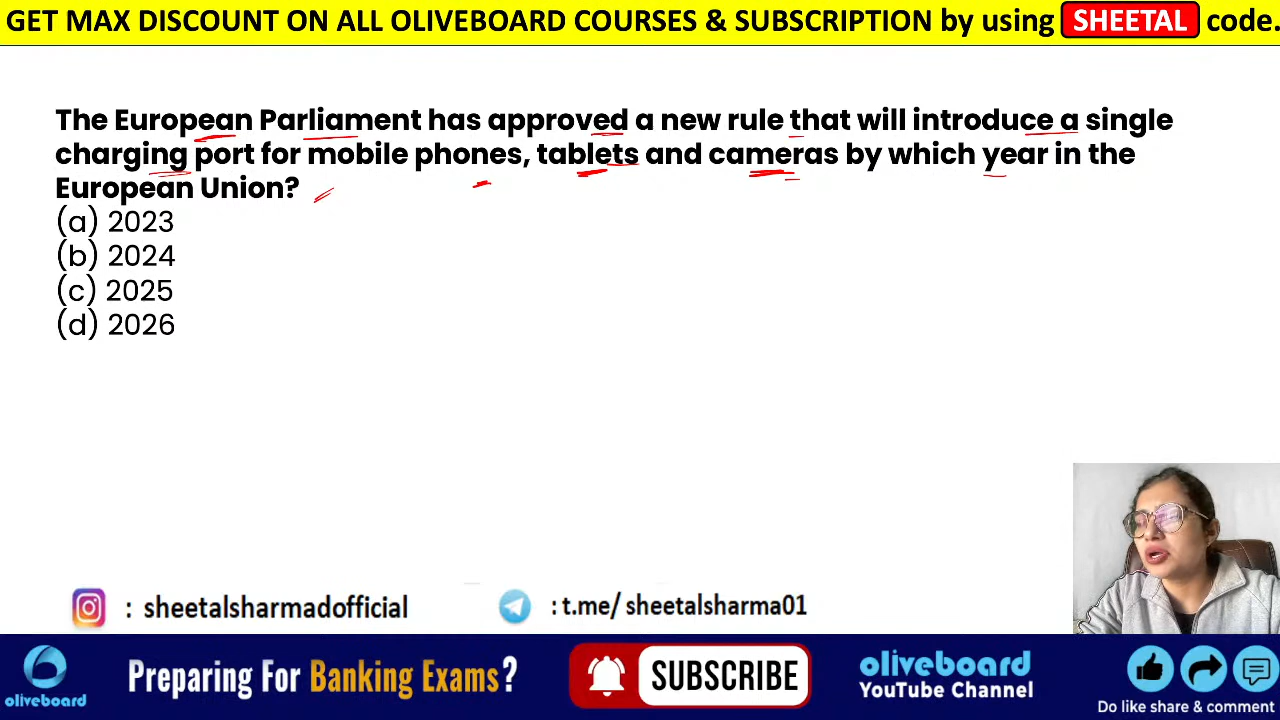 GET MAX DISCOUNT ON ALL OLIVEBOARD COURSES & SUBSCRIPTION by using SHEETAL code.
The European Parliament has approved a new rule that will introduce a single
charging port for mobile phones, tablets and cameras by which year in the
European Union?
(a) 2023
(b) 2024
(c) 2025
(d) 2026
: sheetalsharmadofficial
: t.me/ sheetalsharma01
oliveboard
Preparing For Banking Exams?
SUBSCRIBE
oliveboard
YouTube Channel
Do like share & comment